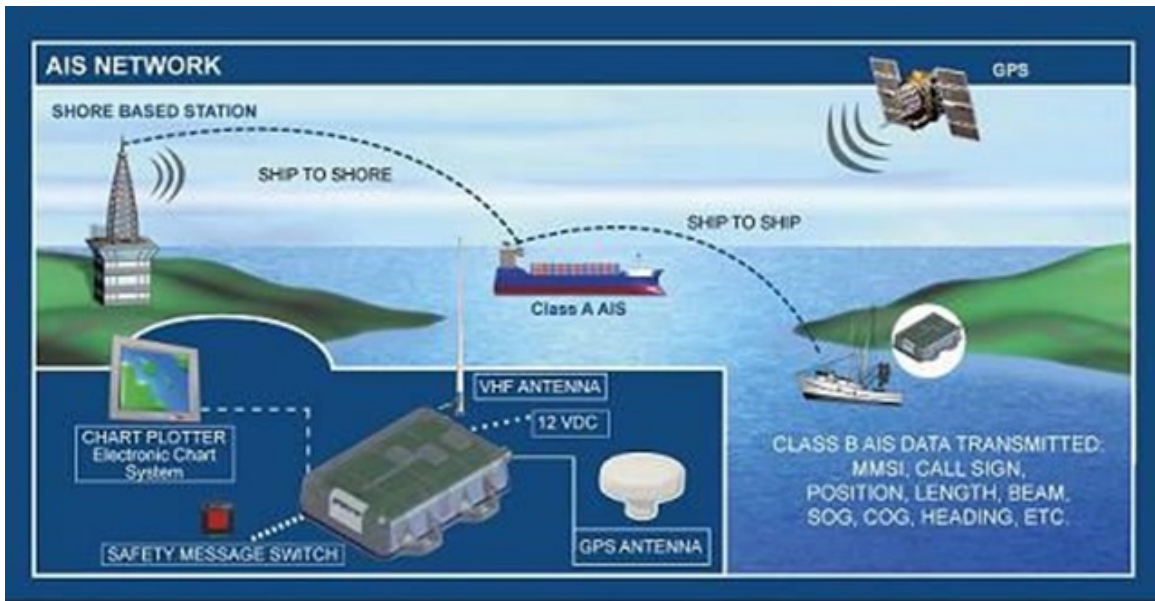 AIS NETWORK
GPS
SHORE BASED STATION
SHIP TO SHORE
SHIP TO SHIP
Class A AIS
VHF ANTENNA
12 VDC
CHART PLOTTER
Electronic Chart
System
SAFETY MESSAGE SWITCH
GPS ANTENNA
CLASS B AIS DATA TRANSMITTED:
MMSI, CALL SIGN,
POSITION, LENGTH, BEAM,
SOG, COG, HEADING, ETC.